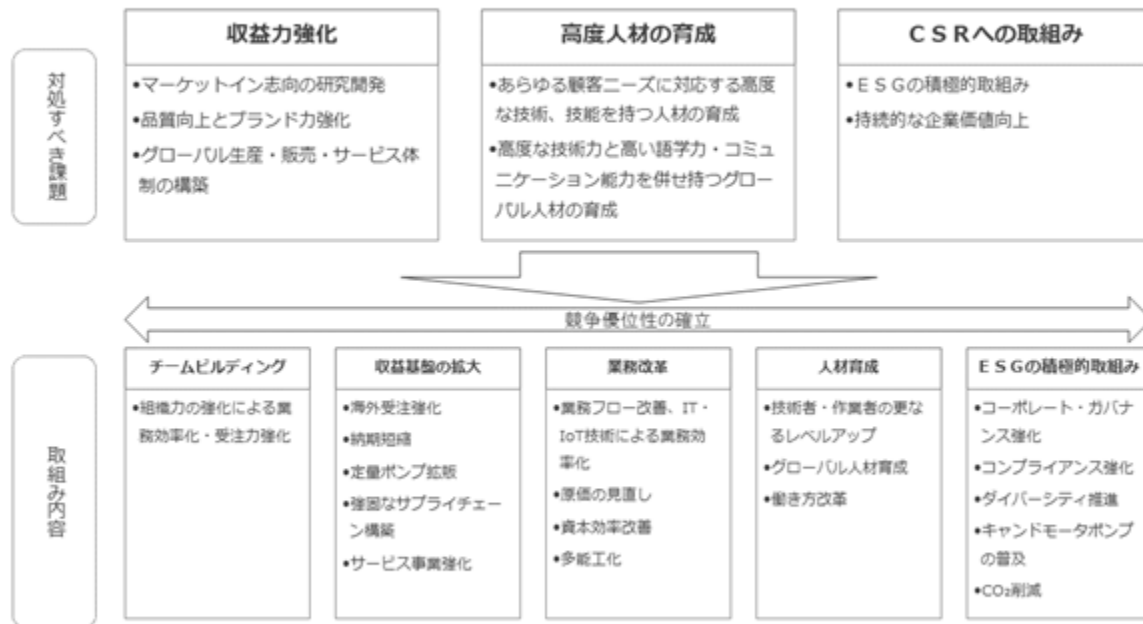 対処すべき課題
収益力強化
•マーケットイン志向の研究開発
•品質向上とブランド力強化
•グローバル生産・販売・サービス体
制の構築
高度人材の育成
•あらゆる顧客ニーズに対応する高度
な技術、技能を持つ人材の育成
•高度な技術力と高い語学力・コミュ
ニケーション能力を併せ持つグロー
バル人材の育成
ＣＳＲへの取組み
•ＥＳＧの積極的取組み
•持続的な企業価値向上
競争優位性の確立
取組み内容
チームビルディング
•組織力の強化による業
務効率化・受注力強化
収益基盤の拡大
•海外受注強化
•納期短縮
•定量ポンプ拡販
•強固なサプライチェー
ン構築
•サービス事業強化
業務改革
•業務フロー改善、IT・
IoT技術による業務効
率化
•原価の見直し
•資本効率改善
•多能工化
人材育成
•技術者・作業者の更な
るレベルアップ
•グローバル人材育成
•働き方改革
ＥＳＧの積極的取組み
•コーポレート・ガバナ
ンス強化
•コンプライアンス強化
•ダイバーシティ推進
•キャンドモータポンプ
の普及
•CO₂削減